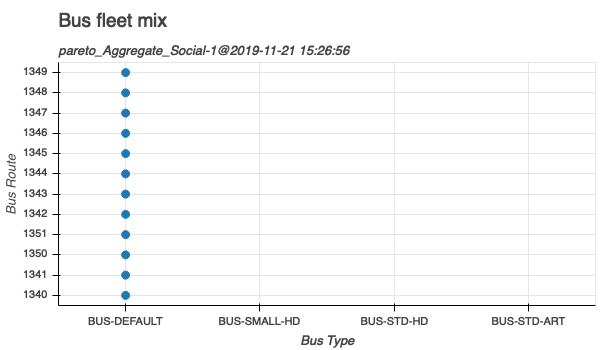 Bus fleet mix
pareto_Aggregate_Social-1@2019-11-21 15:26:56
Bus Route
1349
1348
1347
1346
1345
1344
1343
1342
1351
1350
1341
1340
BUS-DEFAULT BUS-SMALL-HD BUS-STD-HD BUS-STD-ART
Bus Type